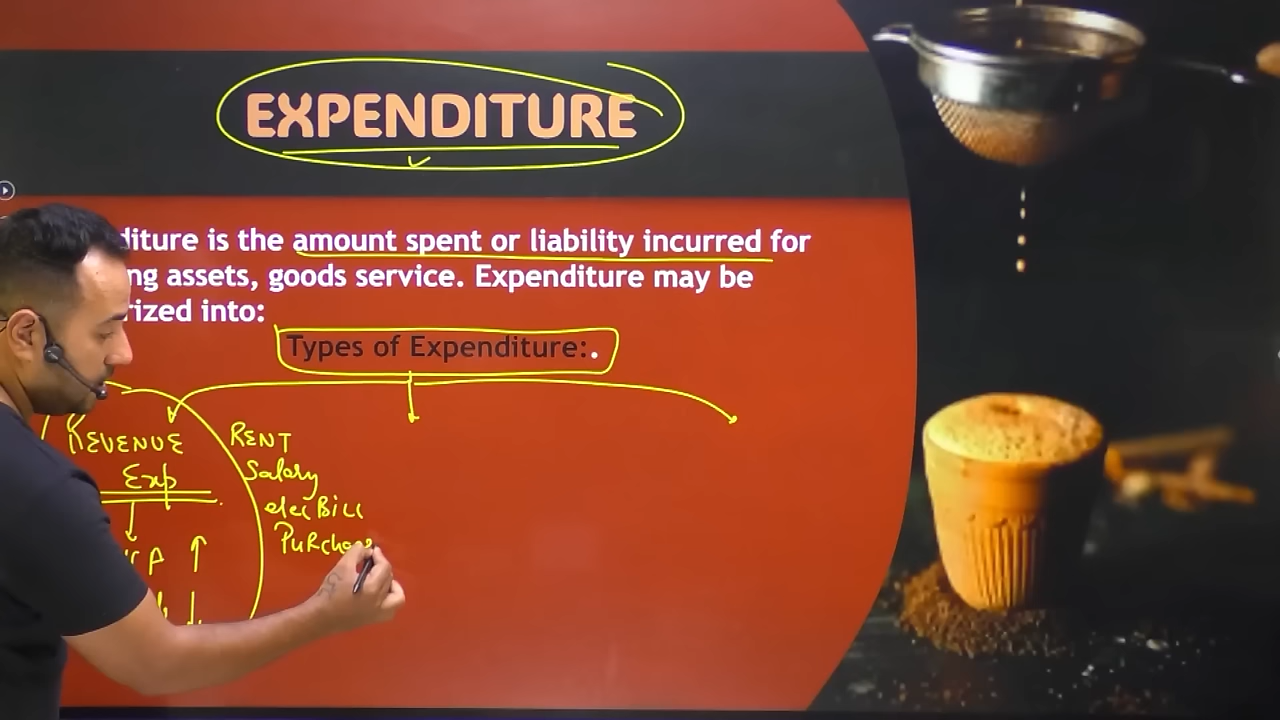 EXPENDITURE
diture is the amount spent or liability incurred for
ng assets, goods service. Expenditure may be
rized into:
Types of Expenditure:.
REVENUE
Exp
RENT
Salary
elec Bill
Purchase